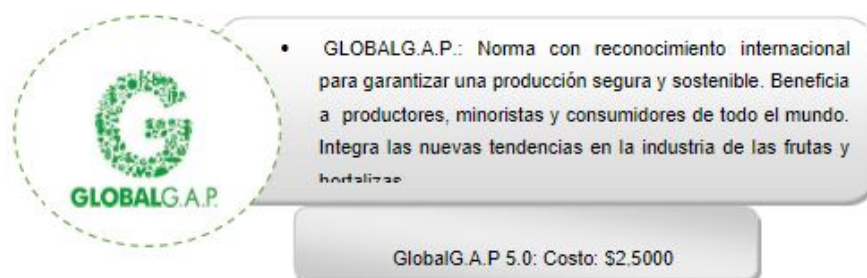 • GLOBALG.A.P.: Norma con reconocimiento internacional
para garantizar una producción segura y sostenible. Beneficia
a productores, minoristas y consumidores de todo el mundo.
Integra las nuevas tendencias en la industria de las frutas y
hortalizas
GLOBALG.A.P.
GlobalG.A.P 5.0: Costo: $2.5000